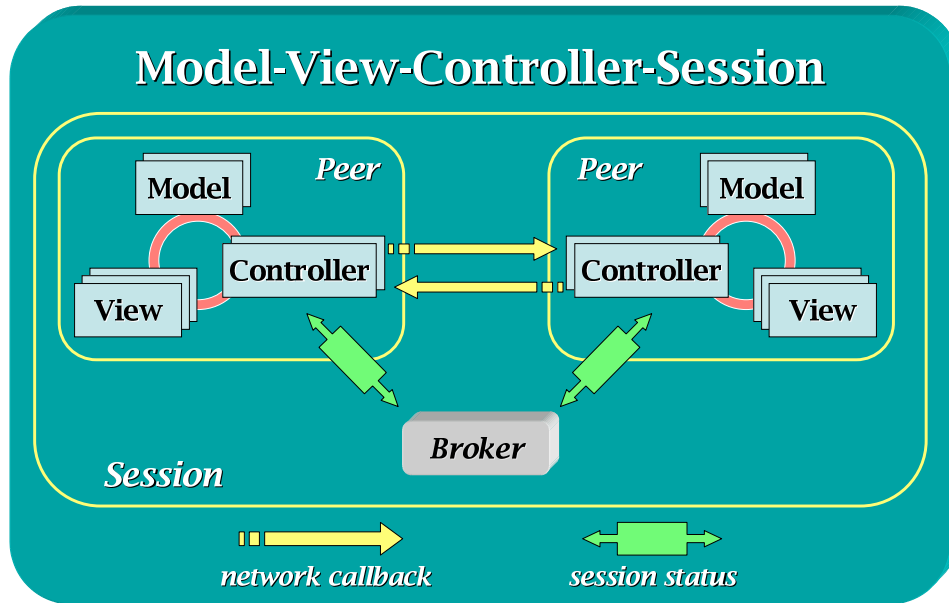 Model-View-Controller-Session
Peer
Model
Controller
View
Peer
Model
Controller
View
Broker
Session
network callback
session status